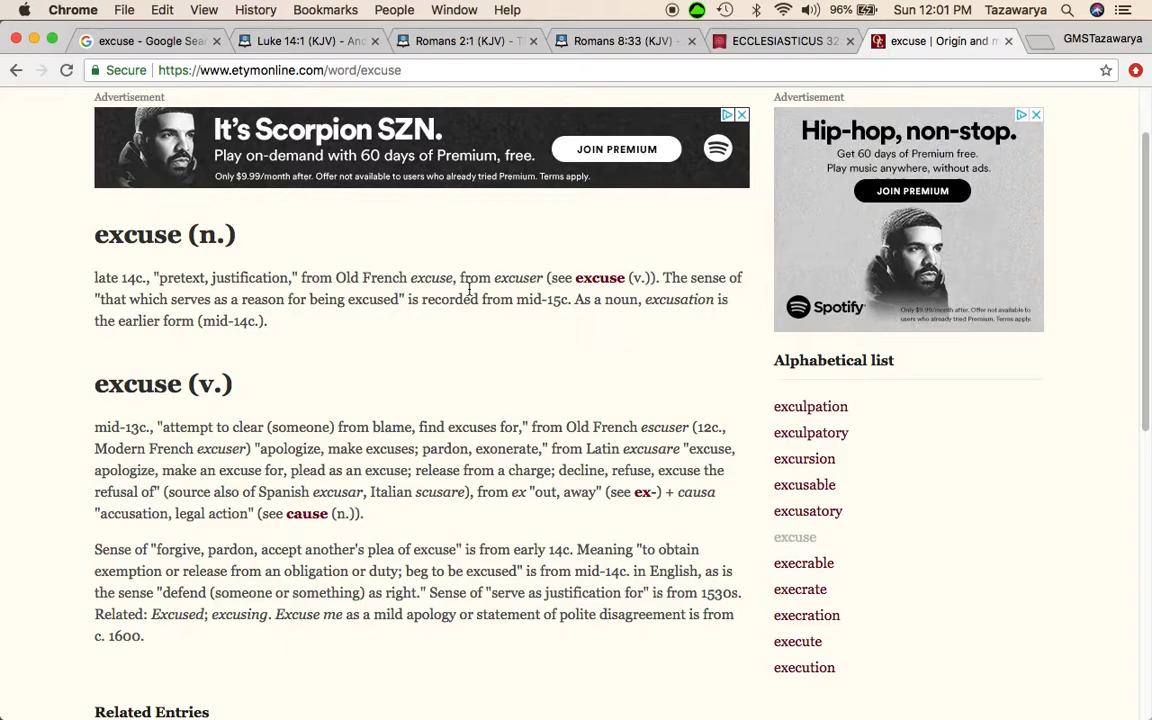 Chrome File Edit View History Bookmarks People Window Help 96% Sun 12:01 PM Tazawarya
excuse - Google Sea
Luke 14:1 (KJV) - An
Romans 2:1 (KJV) - T
Romans 8:33 (KJV)
ECCLESIASTICUS 32
excuse | Origin and m
GMSTazawarya
Secure https://www.etymonline.com/word/excuse
Advertisement
It's Scorpion SZN.
Play on-demand with 60 days of Premium, free.
Only $9.99/month after. Offer not available to users who already tried Premium. Terms apply.
JOIN PREMIUM
excuse (n.)
late 14c., "pretext, justification," from Old French excuse, from excuser (see excuse (v.)). The sense of
"that which serves as a reason for being excused" is recorded from mid-15c. As a noun, excusation is
the earlier form (mid-14c.).
excuse (v.)
mid-13c., "attempt to clear (someone) from blame, find excuses for," from Old French escuser (12c.,
Modern French excuser) "apologize, make excuses; pardon, exonerate," from Latin excusare "excuse,
apologize, make an excuse for, plead as an excuse; release from a charge; decline, refuse, excuse the
refusal of" (source also of Spanish excusar, Italian scusare), from ex "out, away" (see ex-) + causa
"accusation, legal action" (see cause (n.)).
Sense of "forgive, pardon, accept another's plea of excuse" is from early 14c. Meaning "to obtain
exemption or release from an obligation or duty; beg to be excused" is from mid-14c. in English, as is
the sense "defend (someone or something) as right." Sense of "serve as justification for" is from 1530s.
Related: Excused; excusing. Excuse me as a mild apology or statement of polite disagreement is from
c. 1600.
Related Entries
Advertisement
Hip-hop, non-stop.
Get 60 days of Premium free.
Play music anywhere, without ads.
JOIN PREMIUM
Spotify
Only $9.99/month after. Offer not
available to users who already tried
Premium. Terms apply.
Alphabetical list
exculpation
exculpatory
excursion
excusable
excusatory
excuse
execrable
execrate
execration
execute
execution